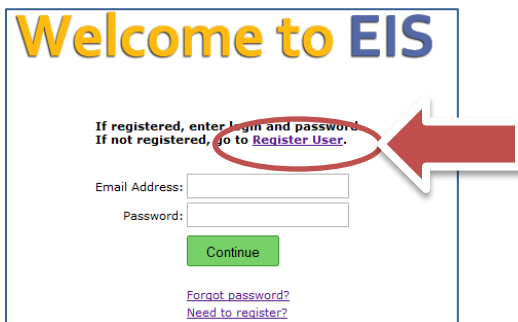 Welcome to EIS
If registered, enter login and password.
If not registered, go to Register User.
Email Address:
Password:
Continue
Forgot password?
Need to register?